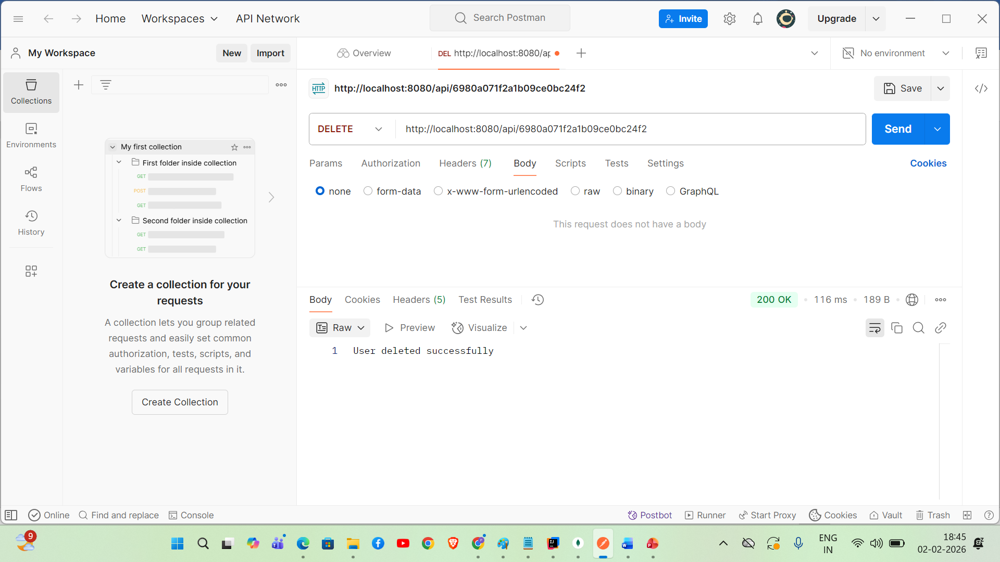 Home
Workspaces
API Network
Search Postman
Invite
Upgrade
My Workspace
New
Import
Overview
DEL http://localhost:8080/ap
No environment
Collections
Environments
Flows
History
My first collection
First folder inside collection
GET
POST
GET
Second folder inside collection
GET
GET
Create a collection for your
requests
A collection lets you group related
requests and easily set common
authorization, tests, scripts, and
variables for all requests in it.
Create Collection
HTTP
http://localhost:8080/api/6980a071f2a1b09ce0bc24f2
Save
DELETE
http://localhost:8080/api/6980a071f2a1b09ce0bc24f2
Send
Params
Authorization
Headers (7)
Body
Scripts
Tests
Settings
Cookies
none
form-data
x-www-form-urlencoded
raw
binary
GraphQL
This request does not have a body
Body
Cookies
Headers (5)
Test Results
200 OK
116 ms
189 B
Raw
Preview
Visualize
1 User deleted successfully
Online
Find and replace
Console
Postbot
Runner
Start Proxy
Cookies
Vault
Trash
9
ENG
IN
18:45
02-02-2026